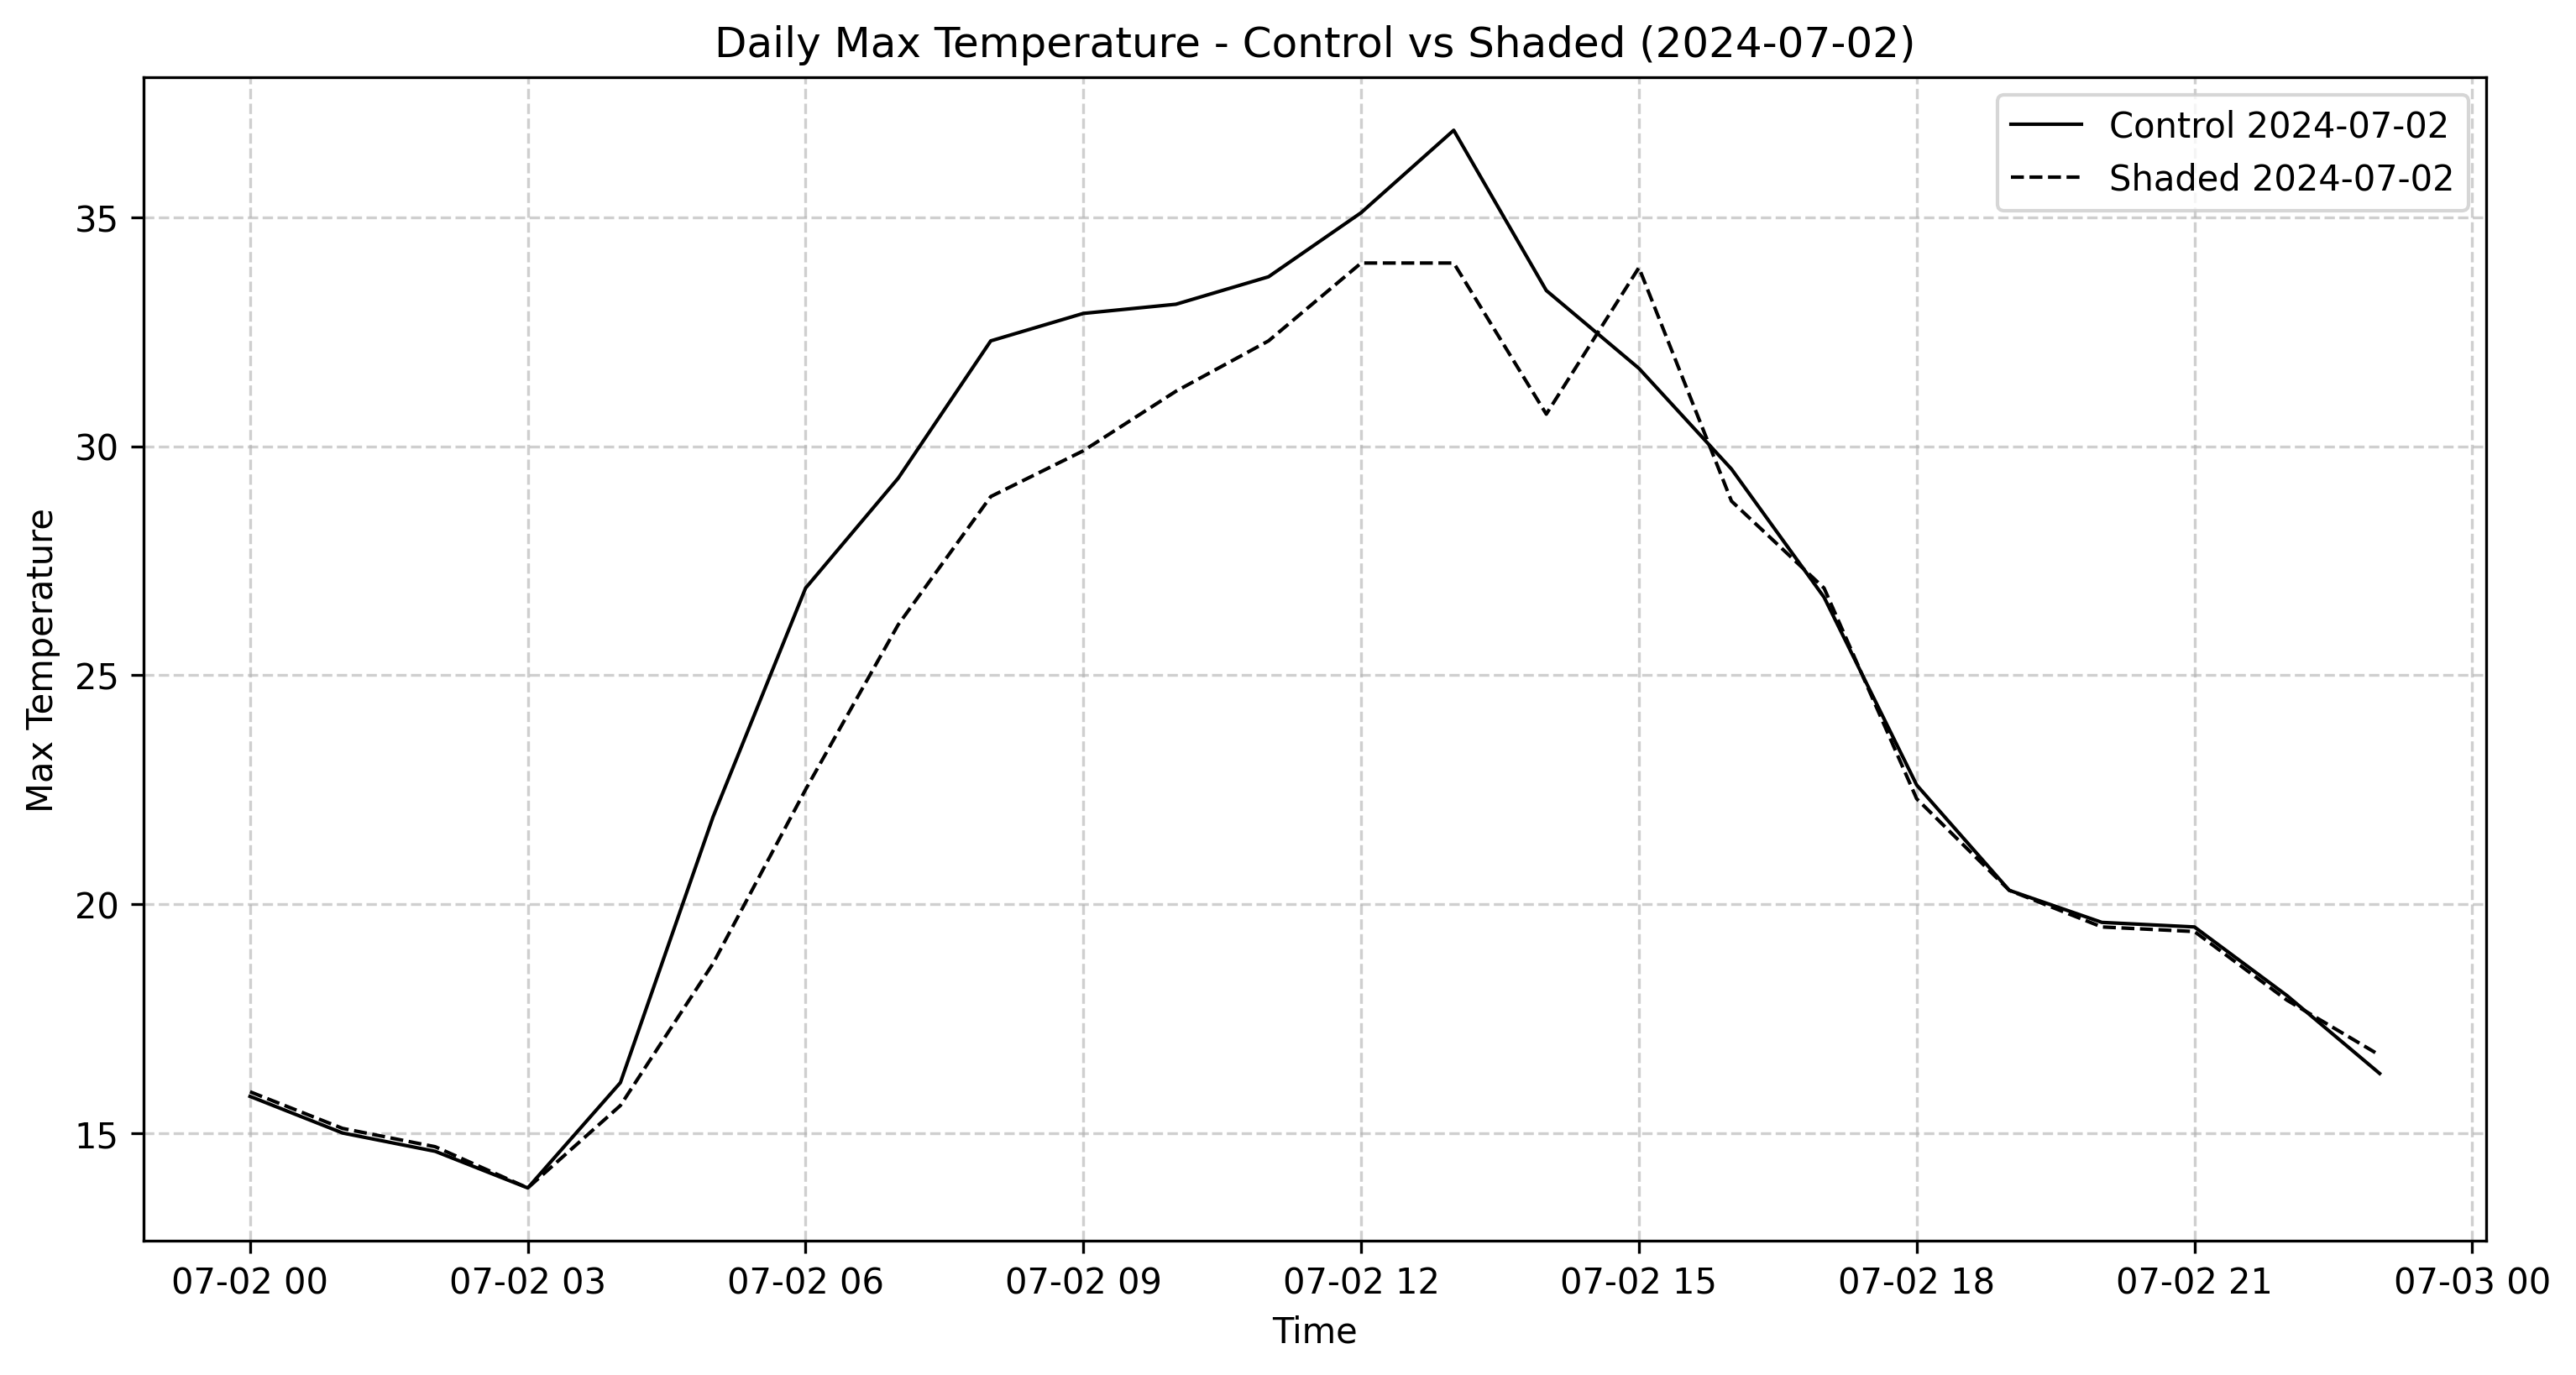 Daily Max Temperature - Control vs Shaded (2024-07-02)
Control 2024-07-02
Shaded 2024-07-02
Max Temperature
35
30
25
20
15
07-02 00 07-02 03 07-02 06 07-02 09 07-02 12 07-02 15 07-02 18 07-02 21 07-03 00
Time